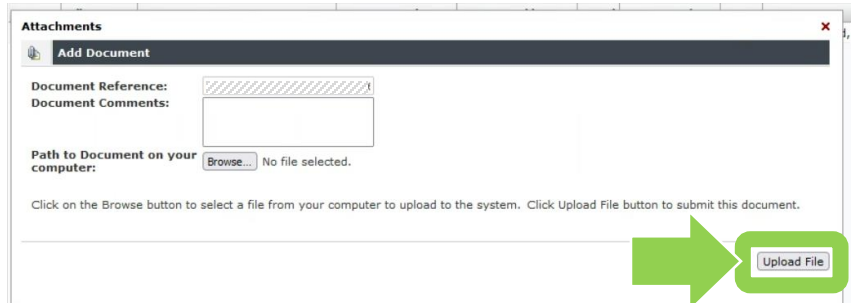 Attachments
Add Document
Document Reference:
Document Comments:
Path to Document on your
computer:
Browse... No file selected.
Click on the Browse button to select a file from your computer to upload to the system. Click Upload File button to submit this document.
Upload File